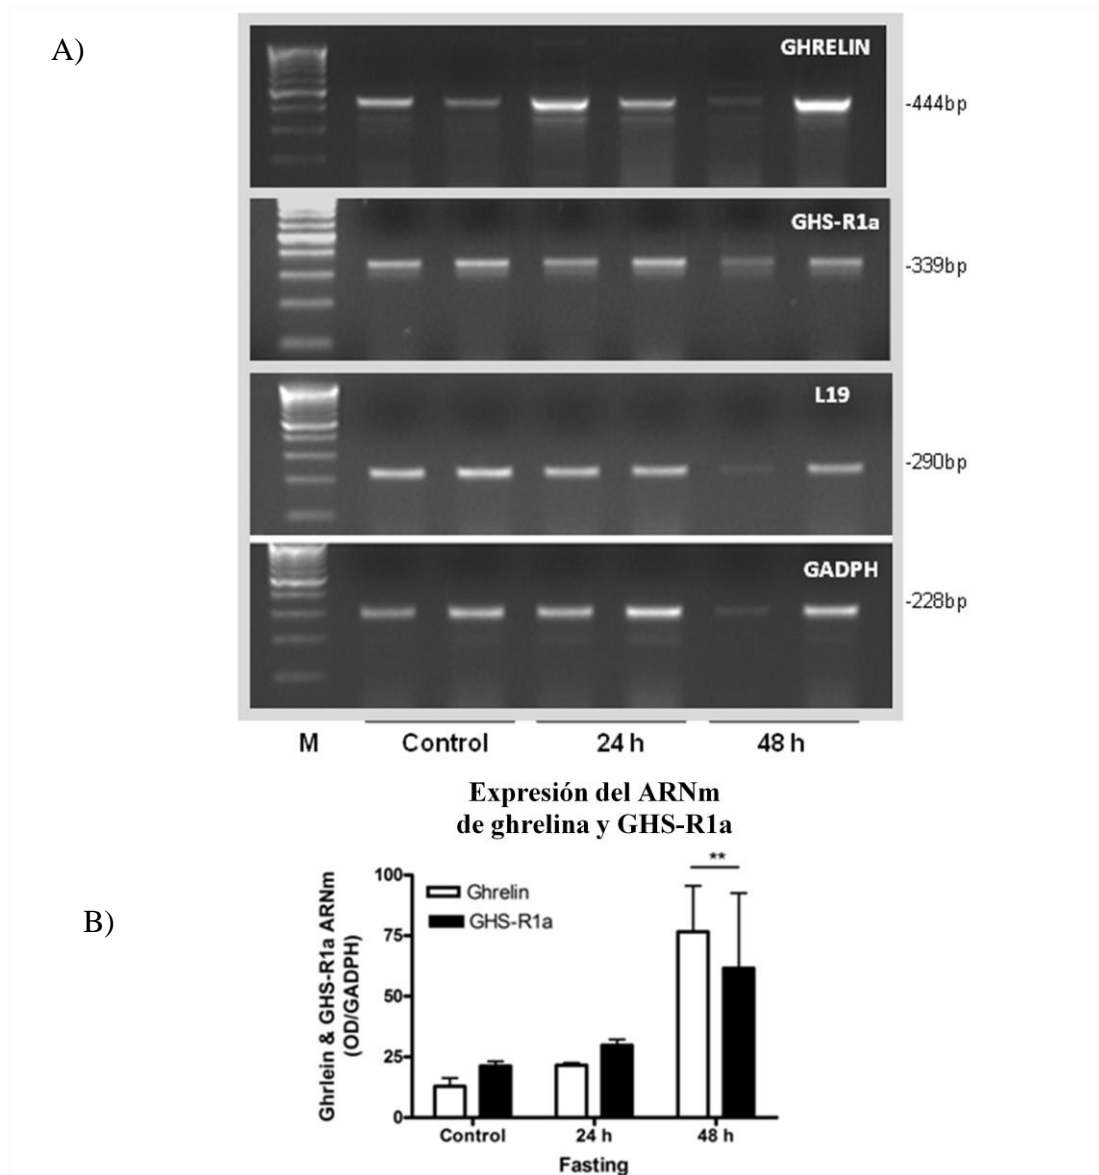 A)
GHRELIN
-444bp
GHS-R1a
-339bp
L19
-290bp
GADPH
-228bp
M Control 24 h 48 h
Expresión del ARNm
de ghrelina y GHS-R1a
B)
Ghrlein & GHS-R1a ARNm
(OD/GADPH)
**
100
75
50
25
0
Ghrelin
GHS-R1a
Control 24 h 48 h
Fasting